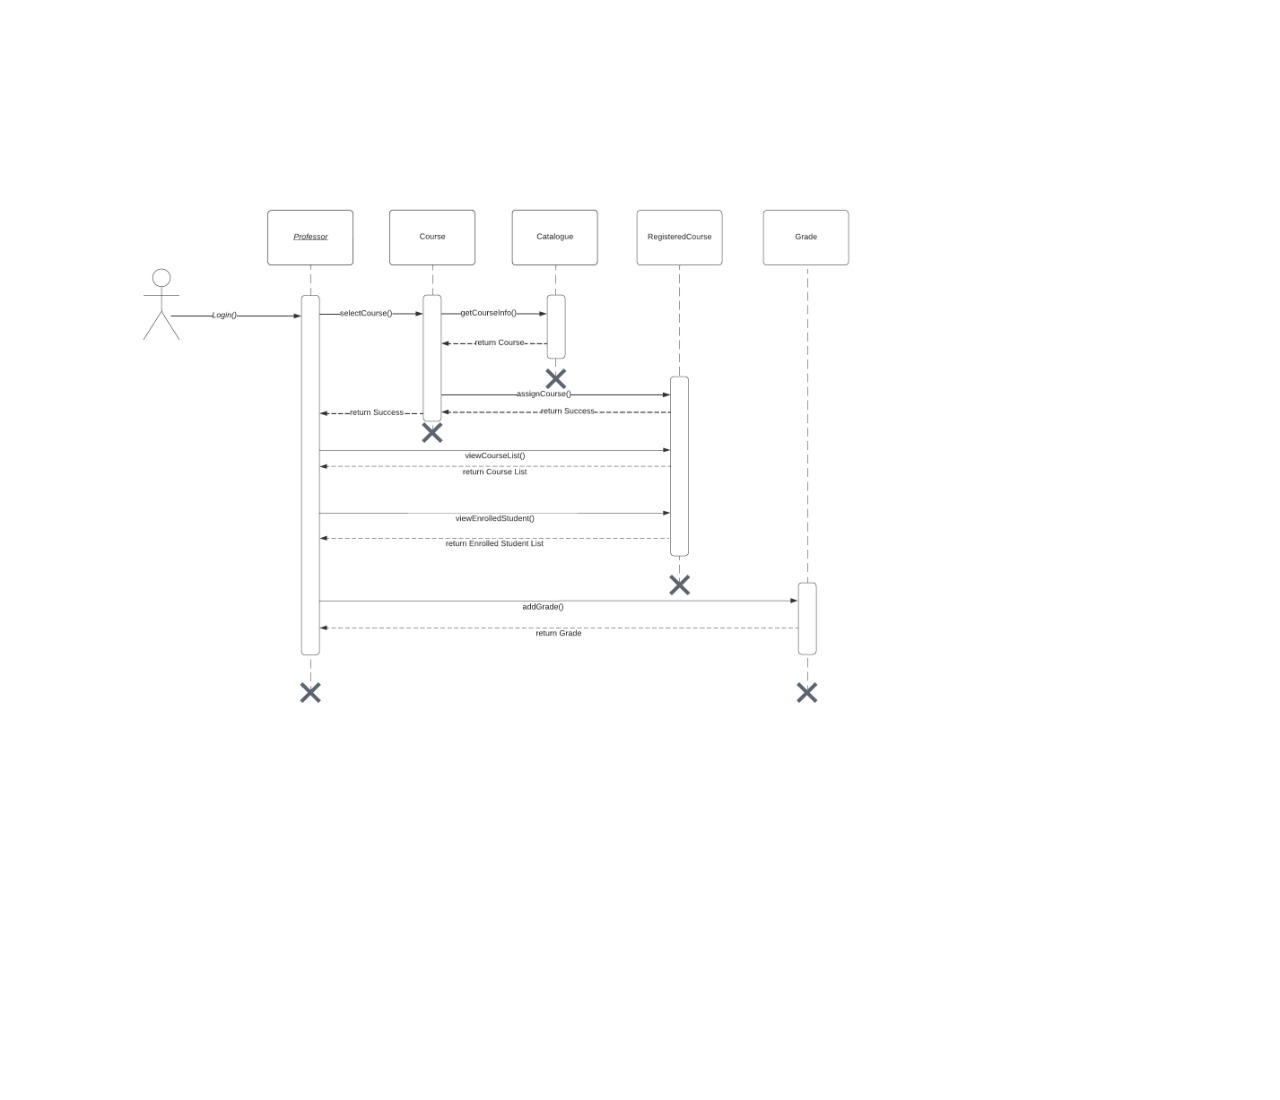 Professor
Course
Catalogue
RegisteredCourse
Grade
Login()
selectCourse()
getCourseInfo()
return Course
assignCourse()
return Success
return Success
viewCourseList()
return Course List
viewEnrolledStudent()
return Enrolled Student List
addGrade()
return Grade